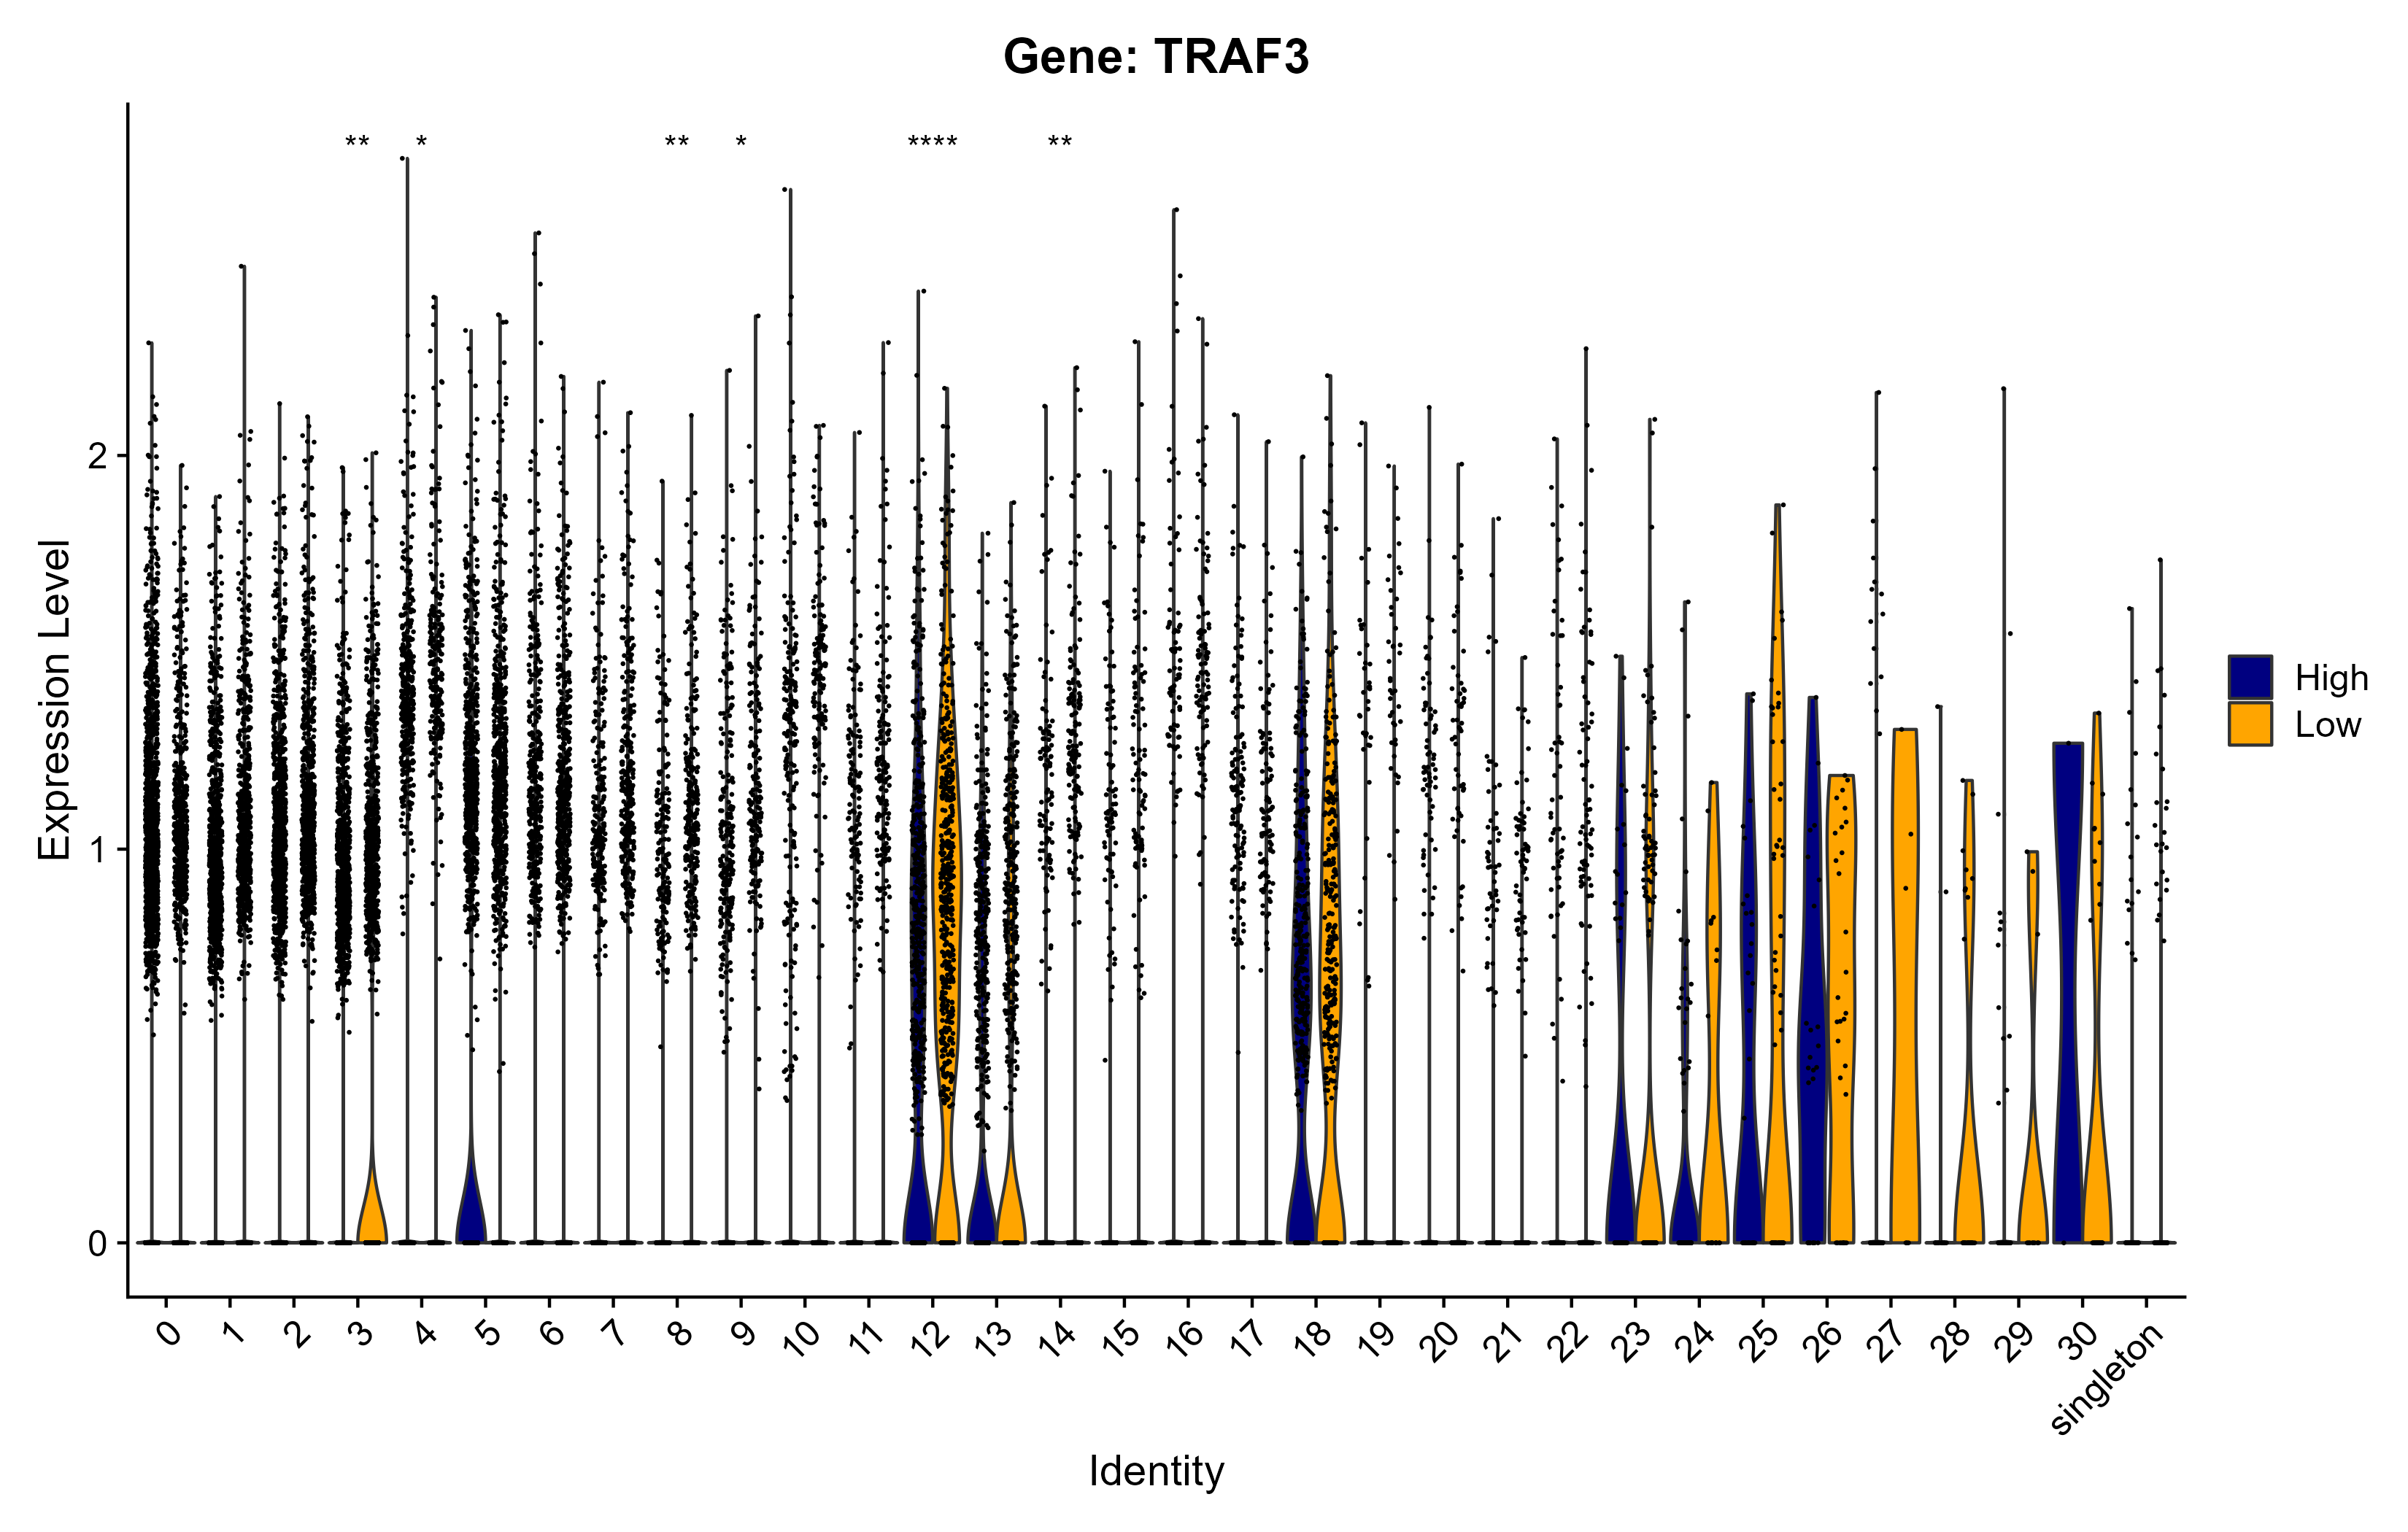 Gene: TRAF3
** * ** * **** **
Expression Level
2
1
0
High
Low
0 1 2 3 4 5 6 7 8 9 10 11 12 13 14 15 16 17 18 19 20 21 22 23 24 25 26 27 28 29 30 singleton
Identity